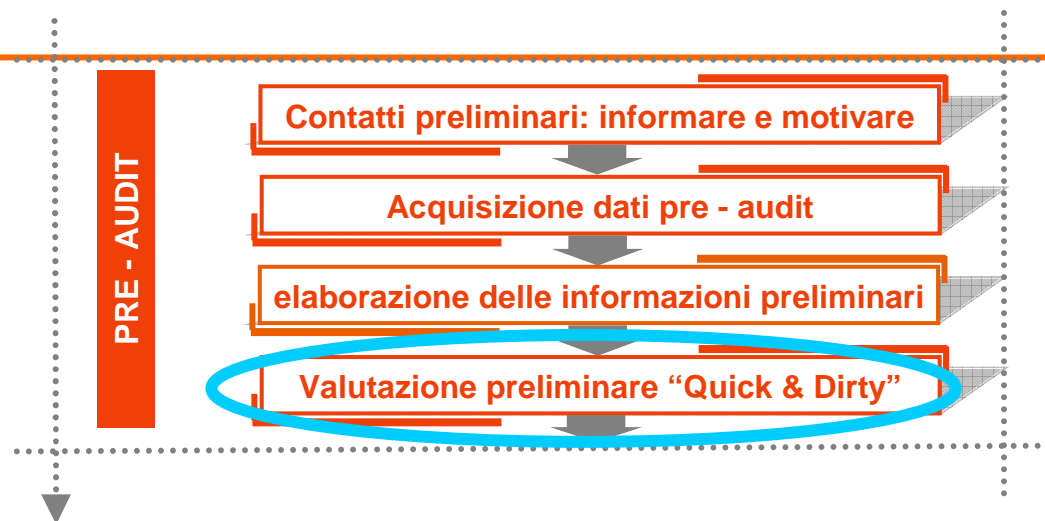 PRE - AUDIT
Contatti preliminari: informare e motivare
Acquisizione dati pre - audit
elaborazione delle informazioni preliminari
Valutazione preliminare “Quick & Dirty”